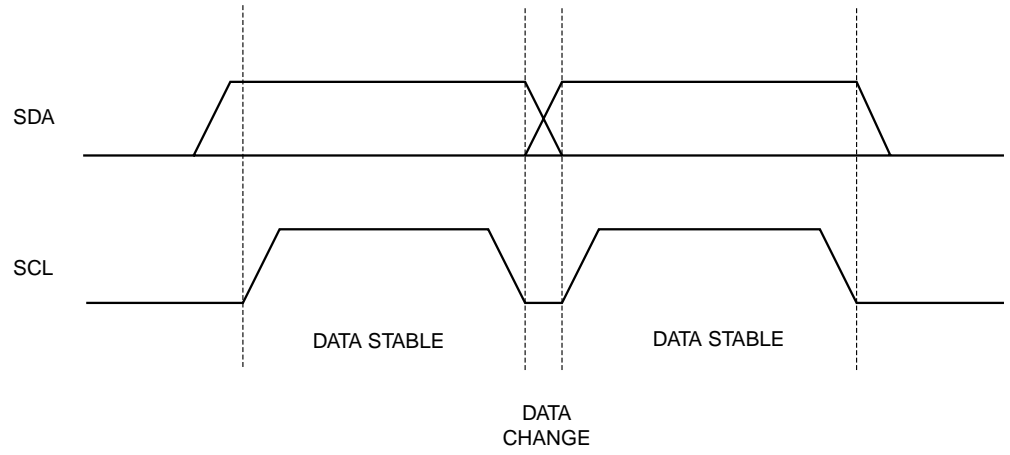 SDA
SCL
DATA STABLE
DATA STABLE
DATA
CHANGE